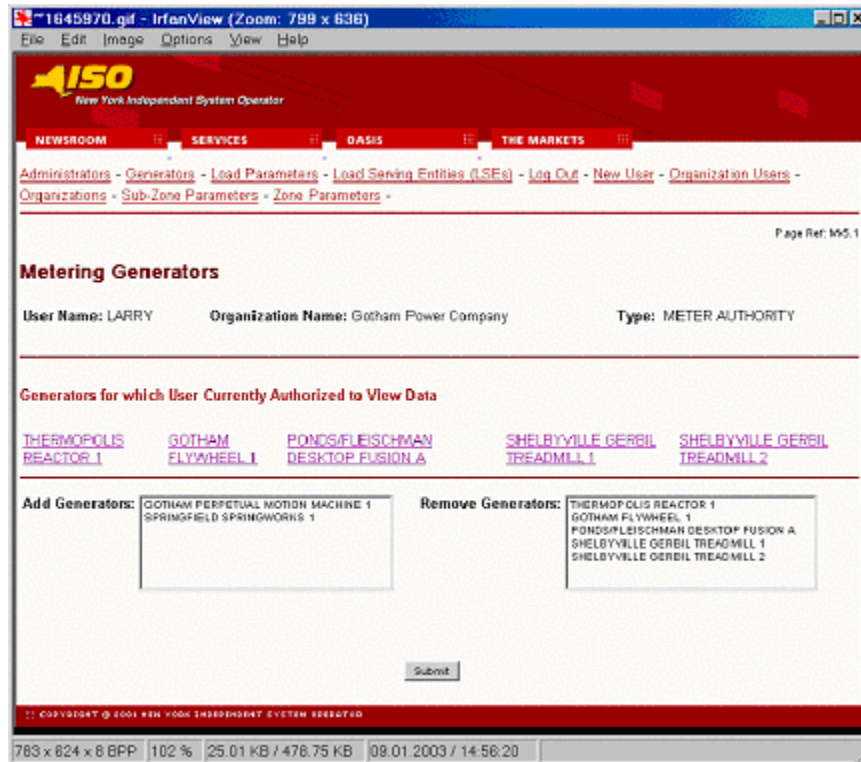 ~1645970.gif - IrfanView (Zoom: 799 x 636)
File Edit Image Options View Help
ISO
New York Independent System Operator
NEWSROOM SERVICES OASIS THE MARKETS
Administrators - Generators - Load Parameters - Load Serving Entities (LSEs) - Log Out - New User - Organization Users -
Organizations - Sub-Zone Parameters - Zone Parameters -
Page Ref: M/5.1
Metering Generators
User Name: LARRY Organization Name: Gotham Power Company Type: METER AUTHORITY
Generators for which User Currently Authorized to View Data
THERMOPOLIS GOTHAM PONDS/FLEISCHMAN SHELBYVILLE GERBIL SHELBYVILLE GERBIL
REACTOR 1 FLYWHEEL 1 DESKTOP FUSION A TREADMILL 1 TREADMILL 2
Add Generators: GOTHAM PERPETUAL MOTION MACHINE 1 Remove Generators: THERMOPOLIS REACTOR 1
SPRINGFIELD SPRINGWORKS 1 GOTHAM FLYWHEEL 1
PONDS/FLEISCHMAN DESKTOP FUSION A
SHELBYVILLE GERBIL TREADMILL 1
SHELBYVILLE GERBIL TREADMILL 2
Submit
:: COPYRIGHT @ 2001 NEW YORK INDEPENDENT SYSTEM OPERATOR
783 x 624 x 8 BPP 102 % 25.01 KB / 478.75 KB 09.01.2003 / 14:56:20